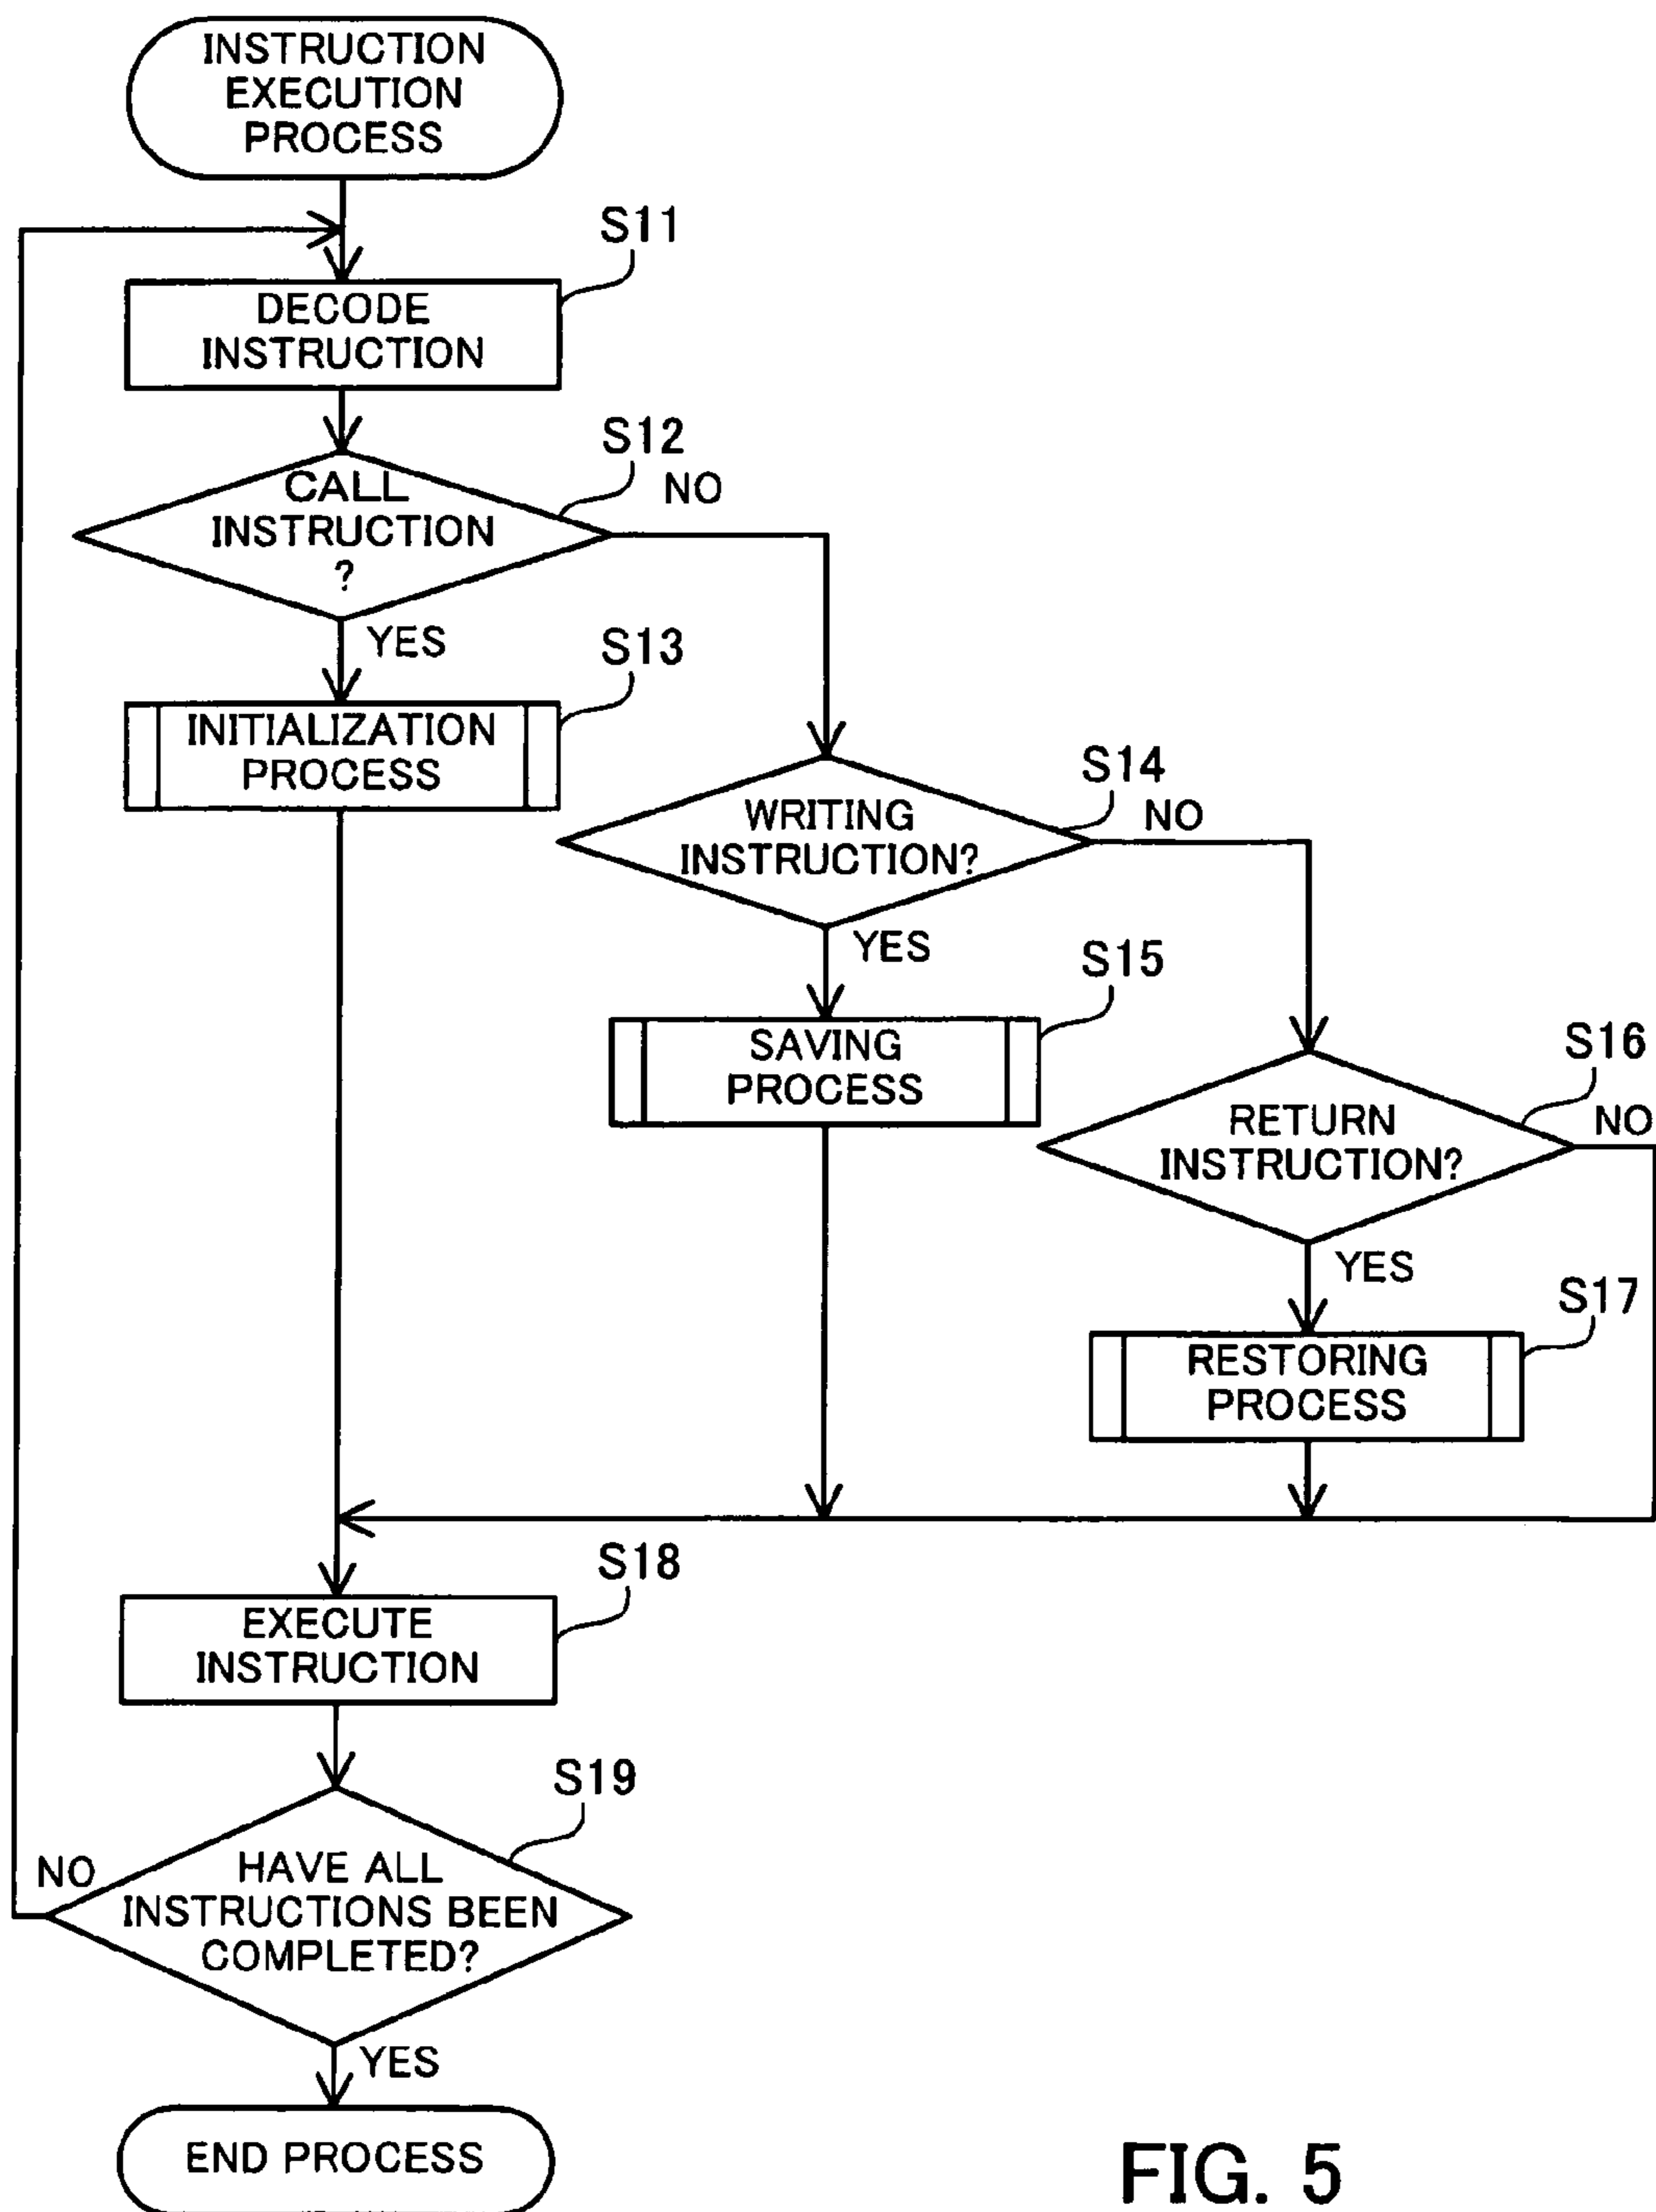 INSTRUCTION
EXECUTION
PROCESS
S11
DECODE
INSTRUCTION
S12
NO
CALL
INSTRUCTION
?
YES
S13
INITIALIZATION
PROCESS
S14
NO
WRITING
INSTRUCTION?
YES
S15
SAVING
PROCESS
S16
NO
RETURN
INSTRUCTION?
YES
S17
RESTORING
PROCESS
S18
EXECUTE
INSTRUCTION
S19
NO
HAVE ALL
INSTRUCTIONS BEEN
COMPLETED?
YES
END PROCESS
FIG. 5